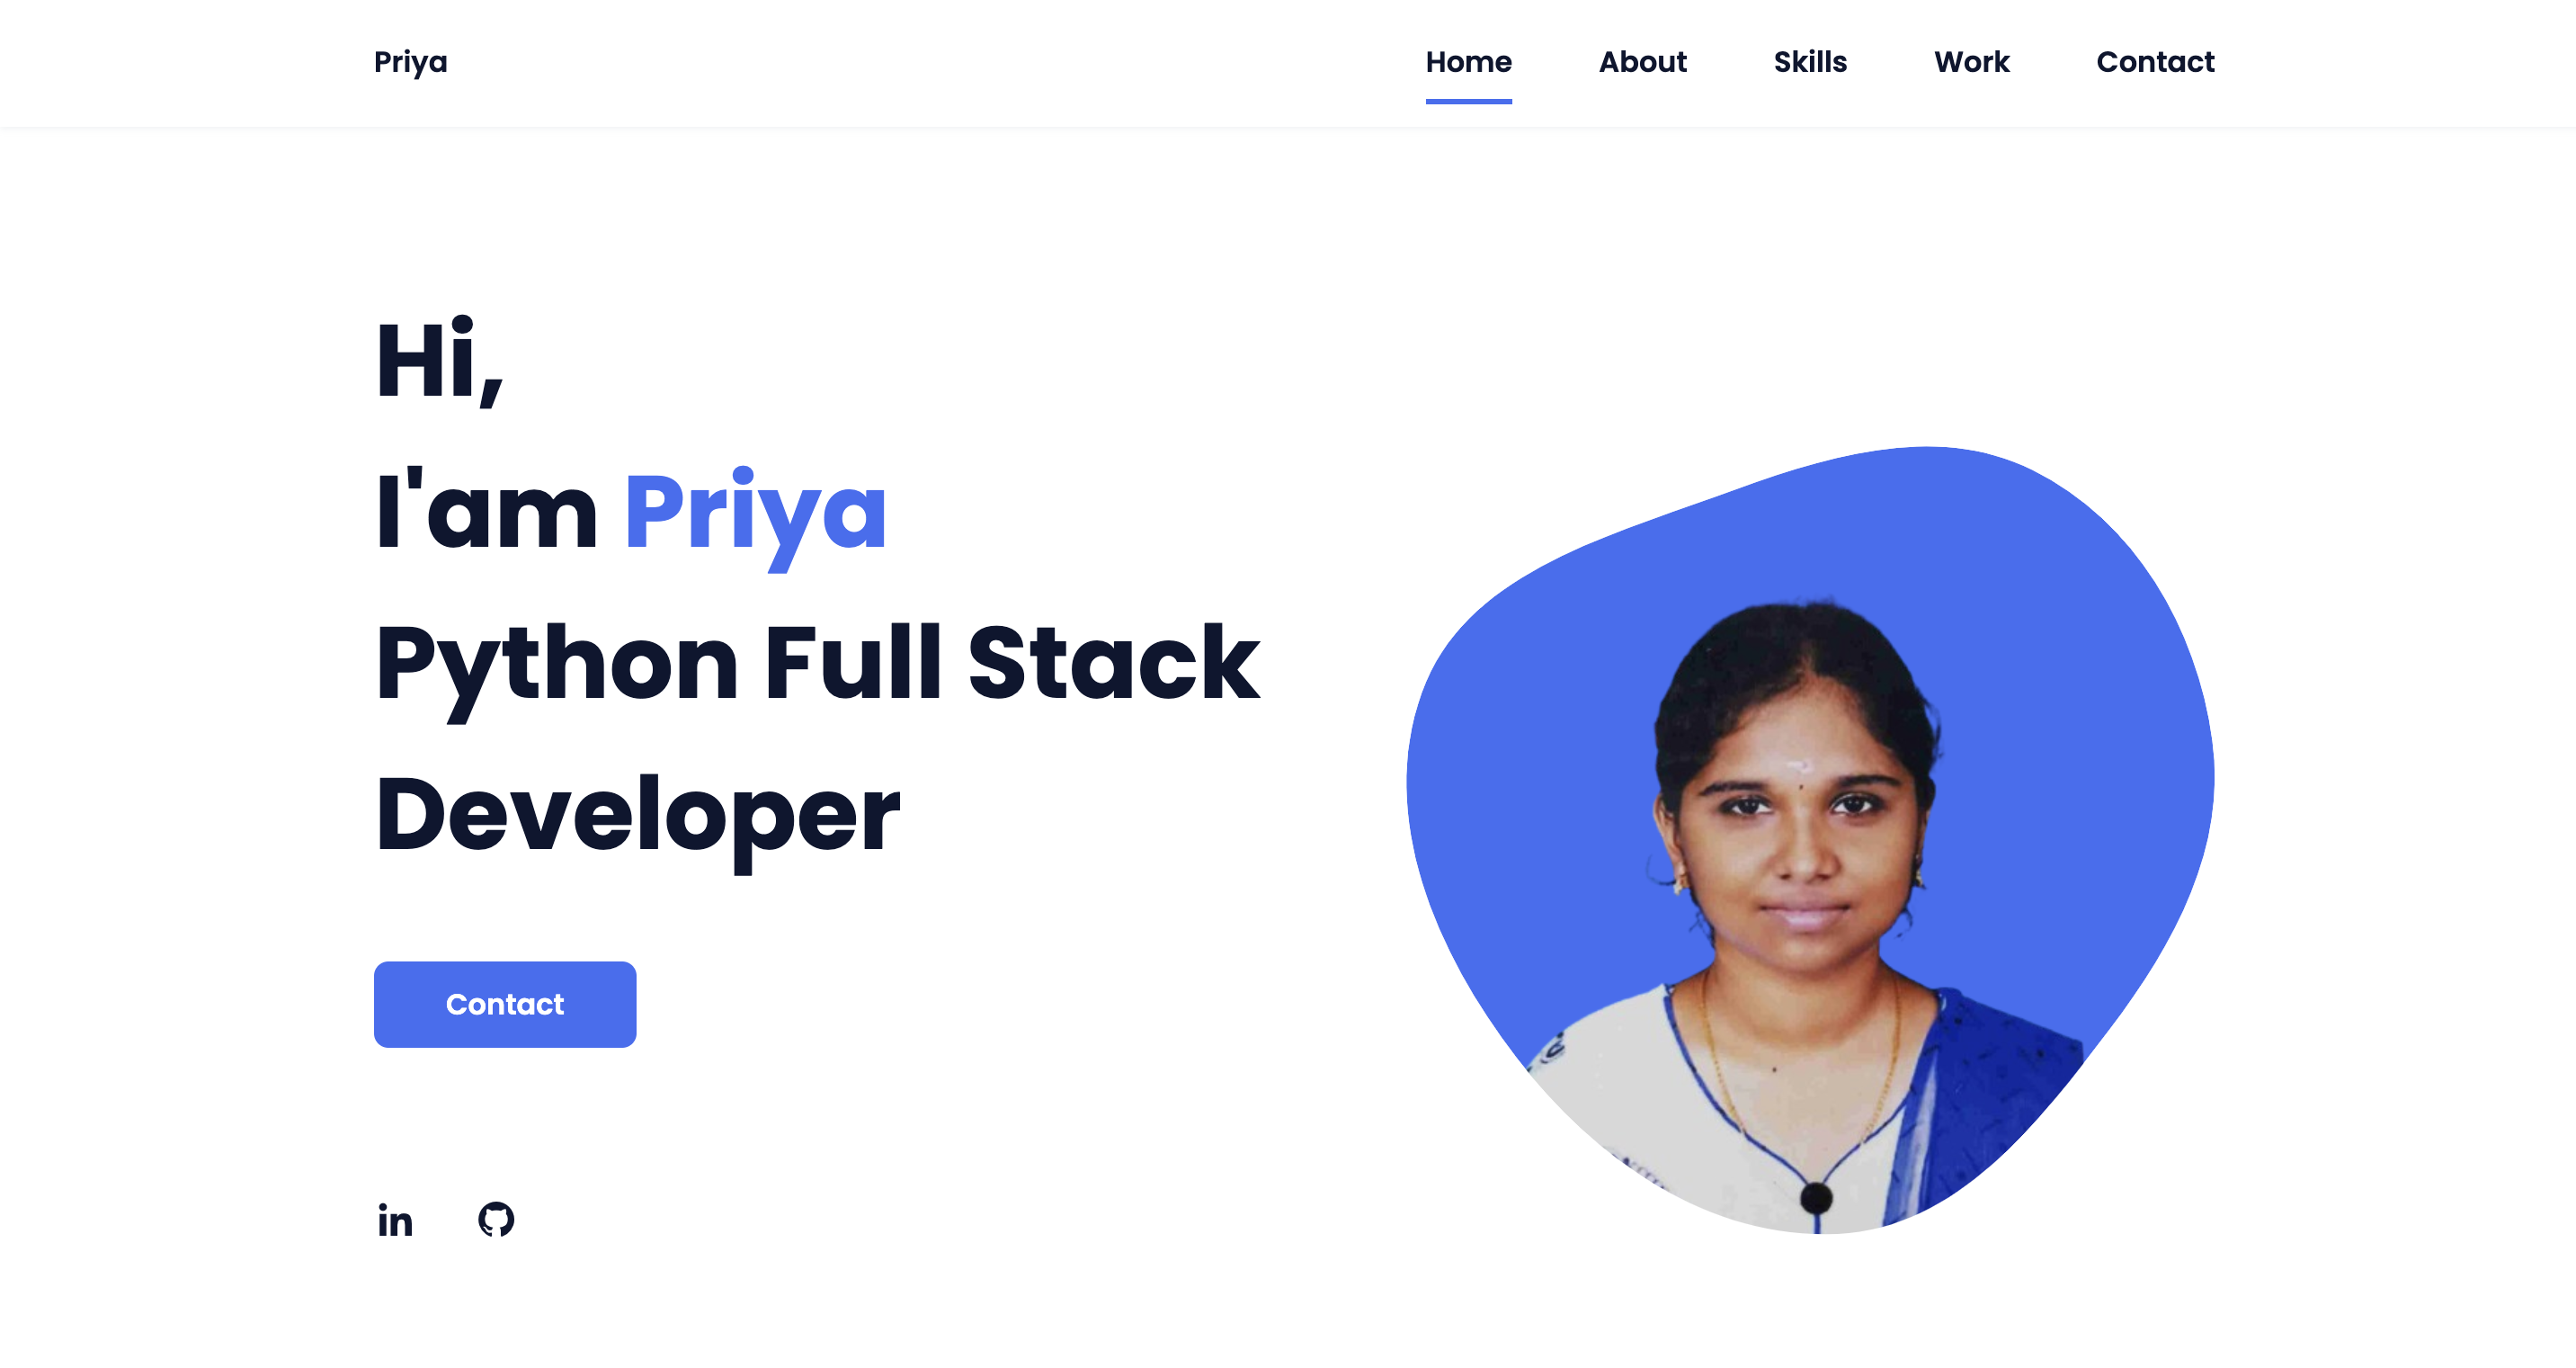 Priya
Home About Skills Work Contact
Hi,
I'am Priya
Python Full Stack
Developer
Contact
in